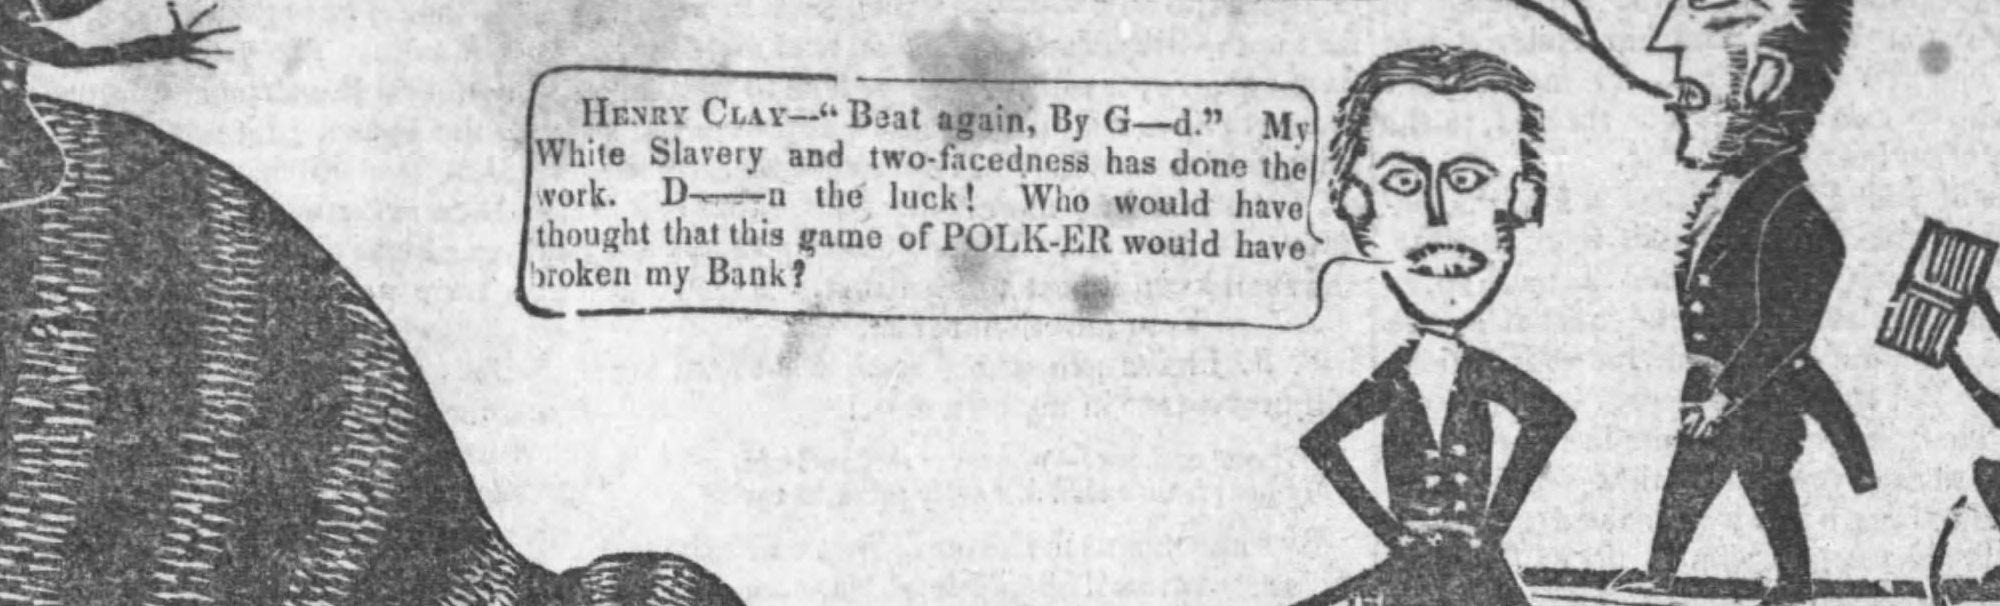 HENRY CLAY—“Beat again, By G—d.” My
White Slavery and two-facedness has done the
work. D——n the luck! Who would have
thought that this game of POLK-ER would have
broken my Bank?